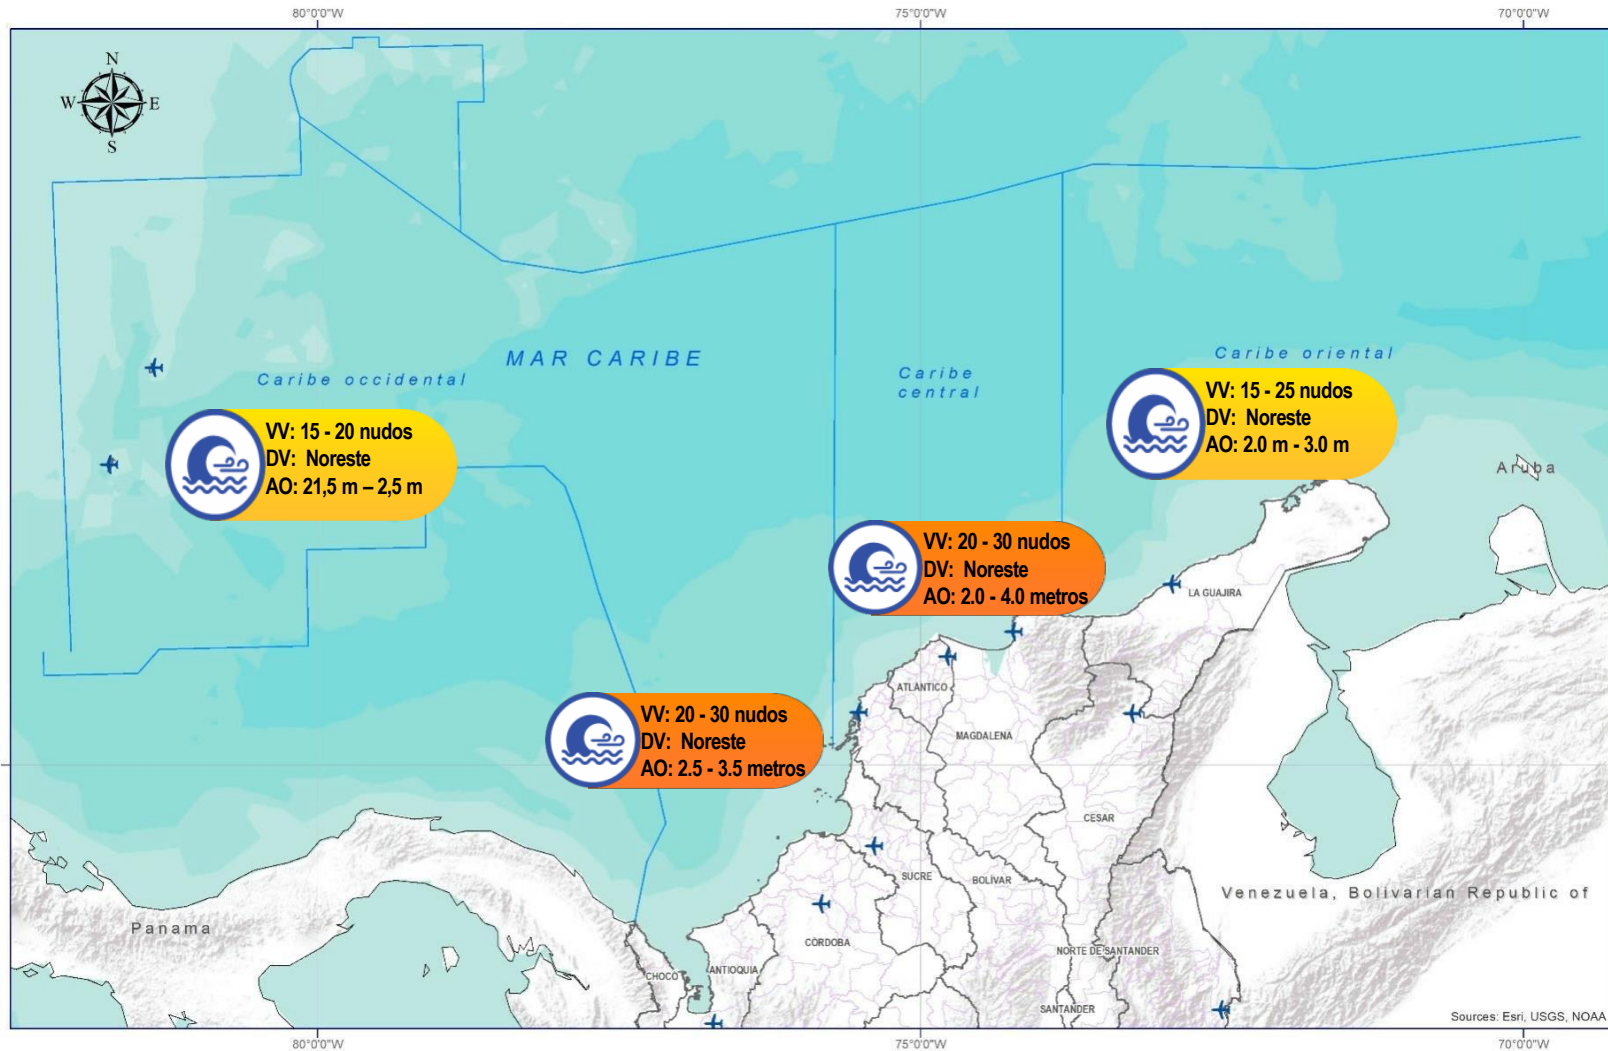 80°0'0"W
75°0'0"W
70°0'0"W
N
W
E
S
MAR CARIBE
Caribe occidental
Caribe
central
Caribe oriental
VV: 15 - 25 nudos
DV: Noreste
AO: 2.0 m - 3.0 m
VV: 15 - 20 nudos
DV: Noreste
AO: 21,5 m – 2,5 m
Aruba
VV: 20 - 30 nudos
DV: Noreste
AO: 2.0 - 4.0 metros
LA GUAJIRA
ATLÁNTICO
VV: 20 - 30 nudos
DV: Noreste
AO: 2.5 - 3.5 metros
MAGDALENA
CESAR
SUCRE
BOLÍVAR
Venezuela, Bolivarian Republic of
Panama
CÓRDOBA
NORTE DE SANTANDER
CHOCÓ
ANTIOQUIA
SANTANDER
Sources: Esri, USGS, NOAA
80°0'0"W
75°0'0"W
70°0'0"W